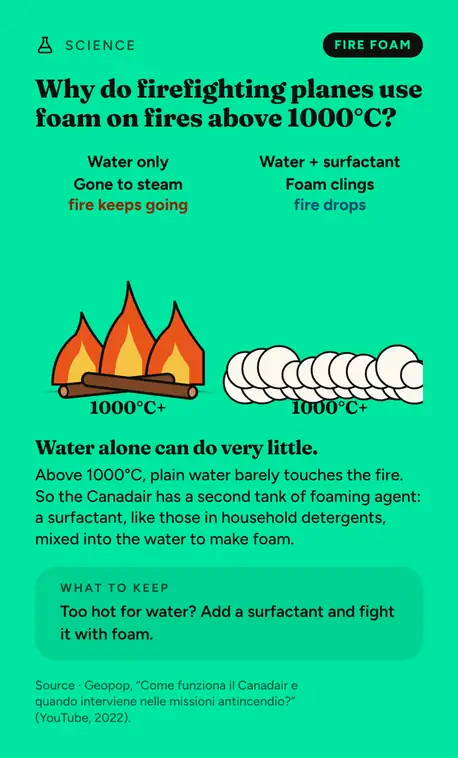 SCIENCE
FIRE FOAM
Why do firefighting planes use
foam on fires above 1000°C?
Water only
Gone to steam
fire keeps going
Water + surfactant
Foam clings
fire drops
1000°C+
1000°C+
Water alone can do very little.
Above 1000°C, plain water barely touches the fire.
So the Canadair has a second tank of foaming agent:
a surfactant, like those in household detergents,
mixed into the water to make foam.
WHAT TO KEEP
Too hot for water? Add a surfactant and fight
it with foam.
Source · Geopop, “Come funziona il Canadair e
quando interviene nelle missioni antincendio?”
(YouTube, 2022).